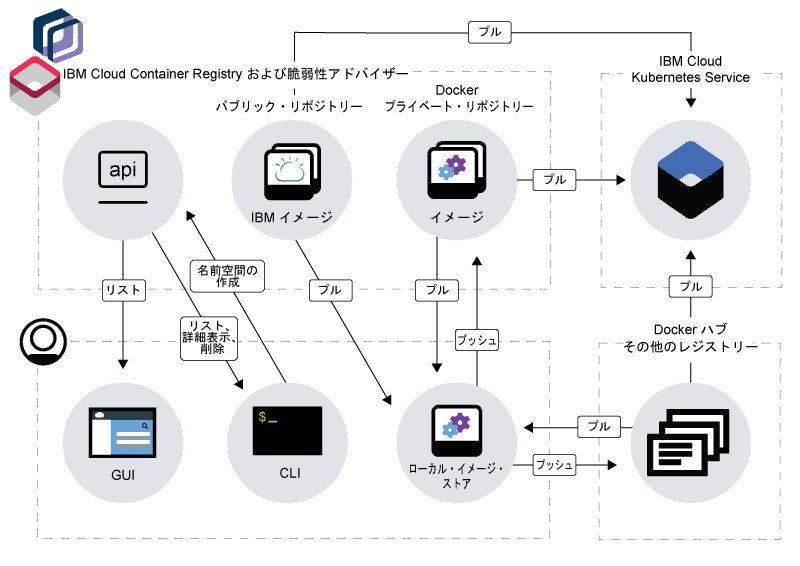 プル
IBM Cloud Container Registry および脆弱性アドバイザー
IBM Cloud
Kubernetes Service
パブリック・リポジトリー
Docker
プライベート・リポジトリー
api
IBM イメージ
イメージ
プル
リスト
名前空間の
作成
プル
プル
プル
リスト、
詳細表示、
削除
プッシュ
Docker ハブ
その他のレジストリー
$_
GUI
CLI
ローカル・イメージ・
ストア
プル
プッシュ